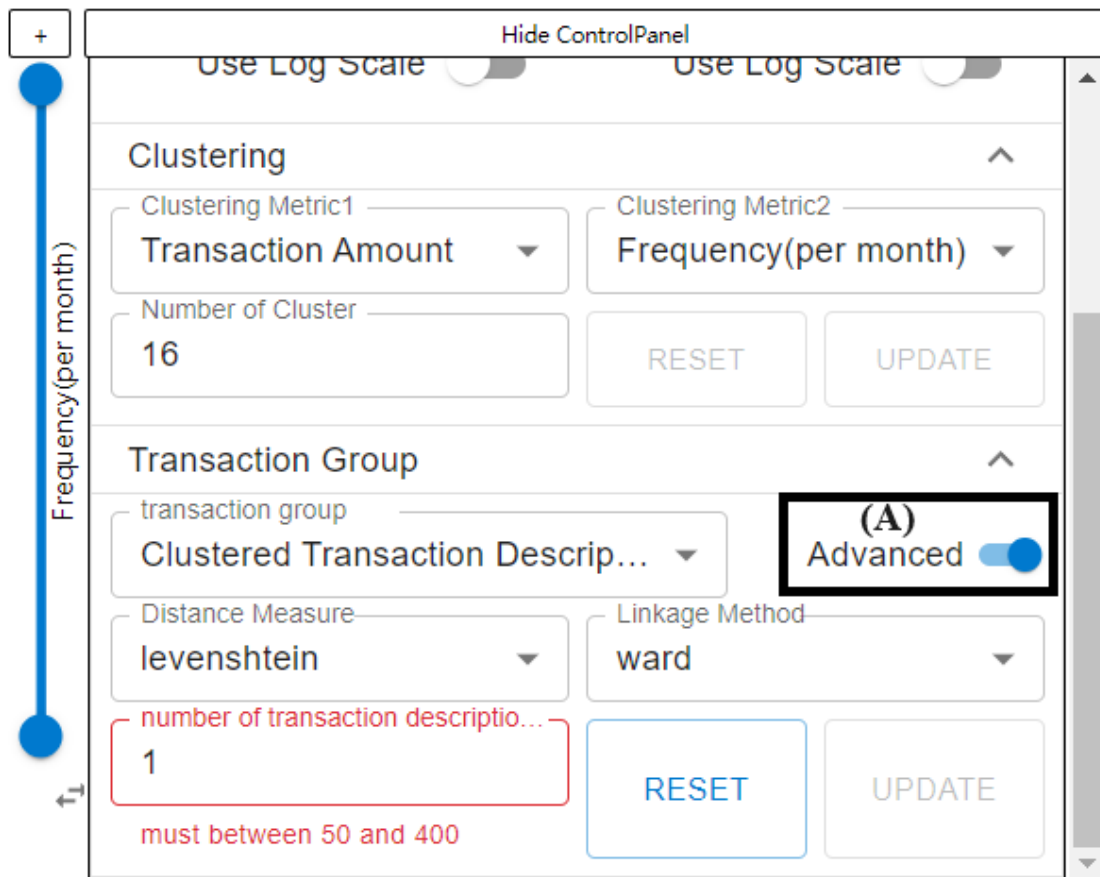 +
Hide ControlPanel
Use Log Scale
Use Log Scale
Frequency(per month)
Clustering
Clustering Metric1
Transaction Amount
Clustering Metric2
Frequency(per month)
Number of Cluster
16
RESET
UPDATE
Transaction Group
transaction group
Clustered Transaction Descrip...
(A)
Advanced
Distance Measure
levenshtein
Linkage Method
ward
number of transaction descriptio...
1
RESET
UPDATE
must between 50 and 400